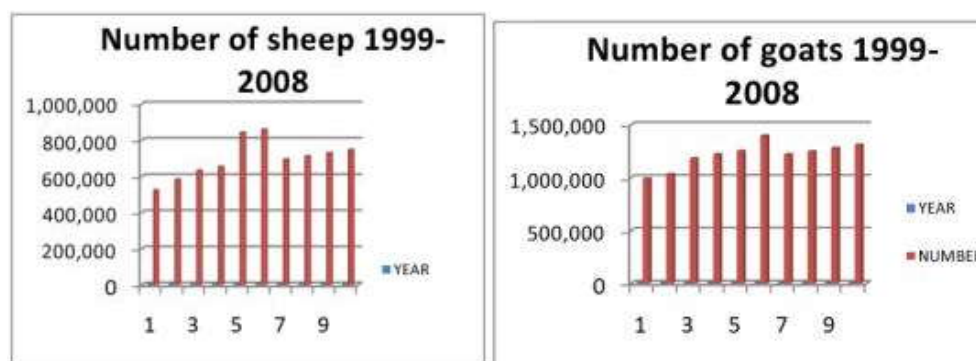 Number of sheep 1999-
2008
1,000,000
800,000
600,000
400,000
200,000
0
1 3 5 7 9
YEAR
Number of goats 1999-
2008
1,500,000
1,000,000
500,000
0
1 3 5 7 9
YEAR
NUMBER